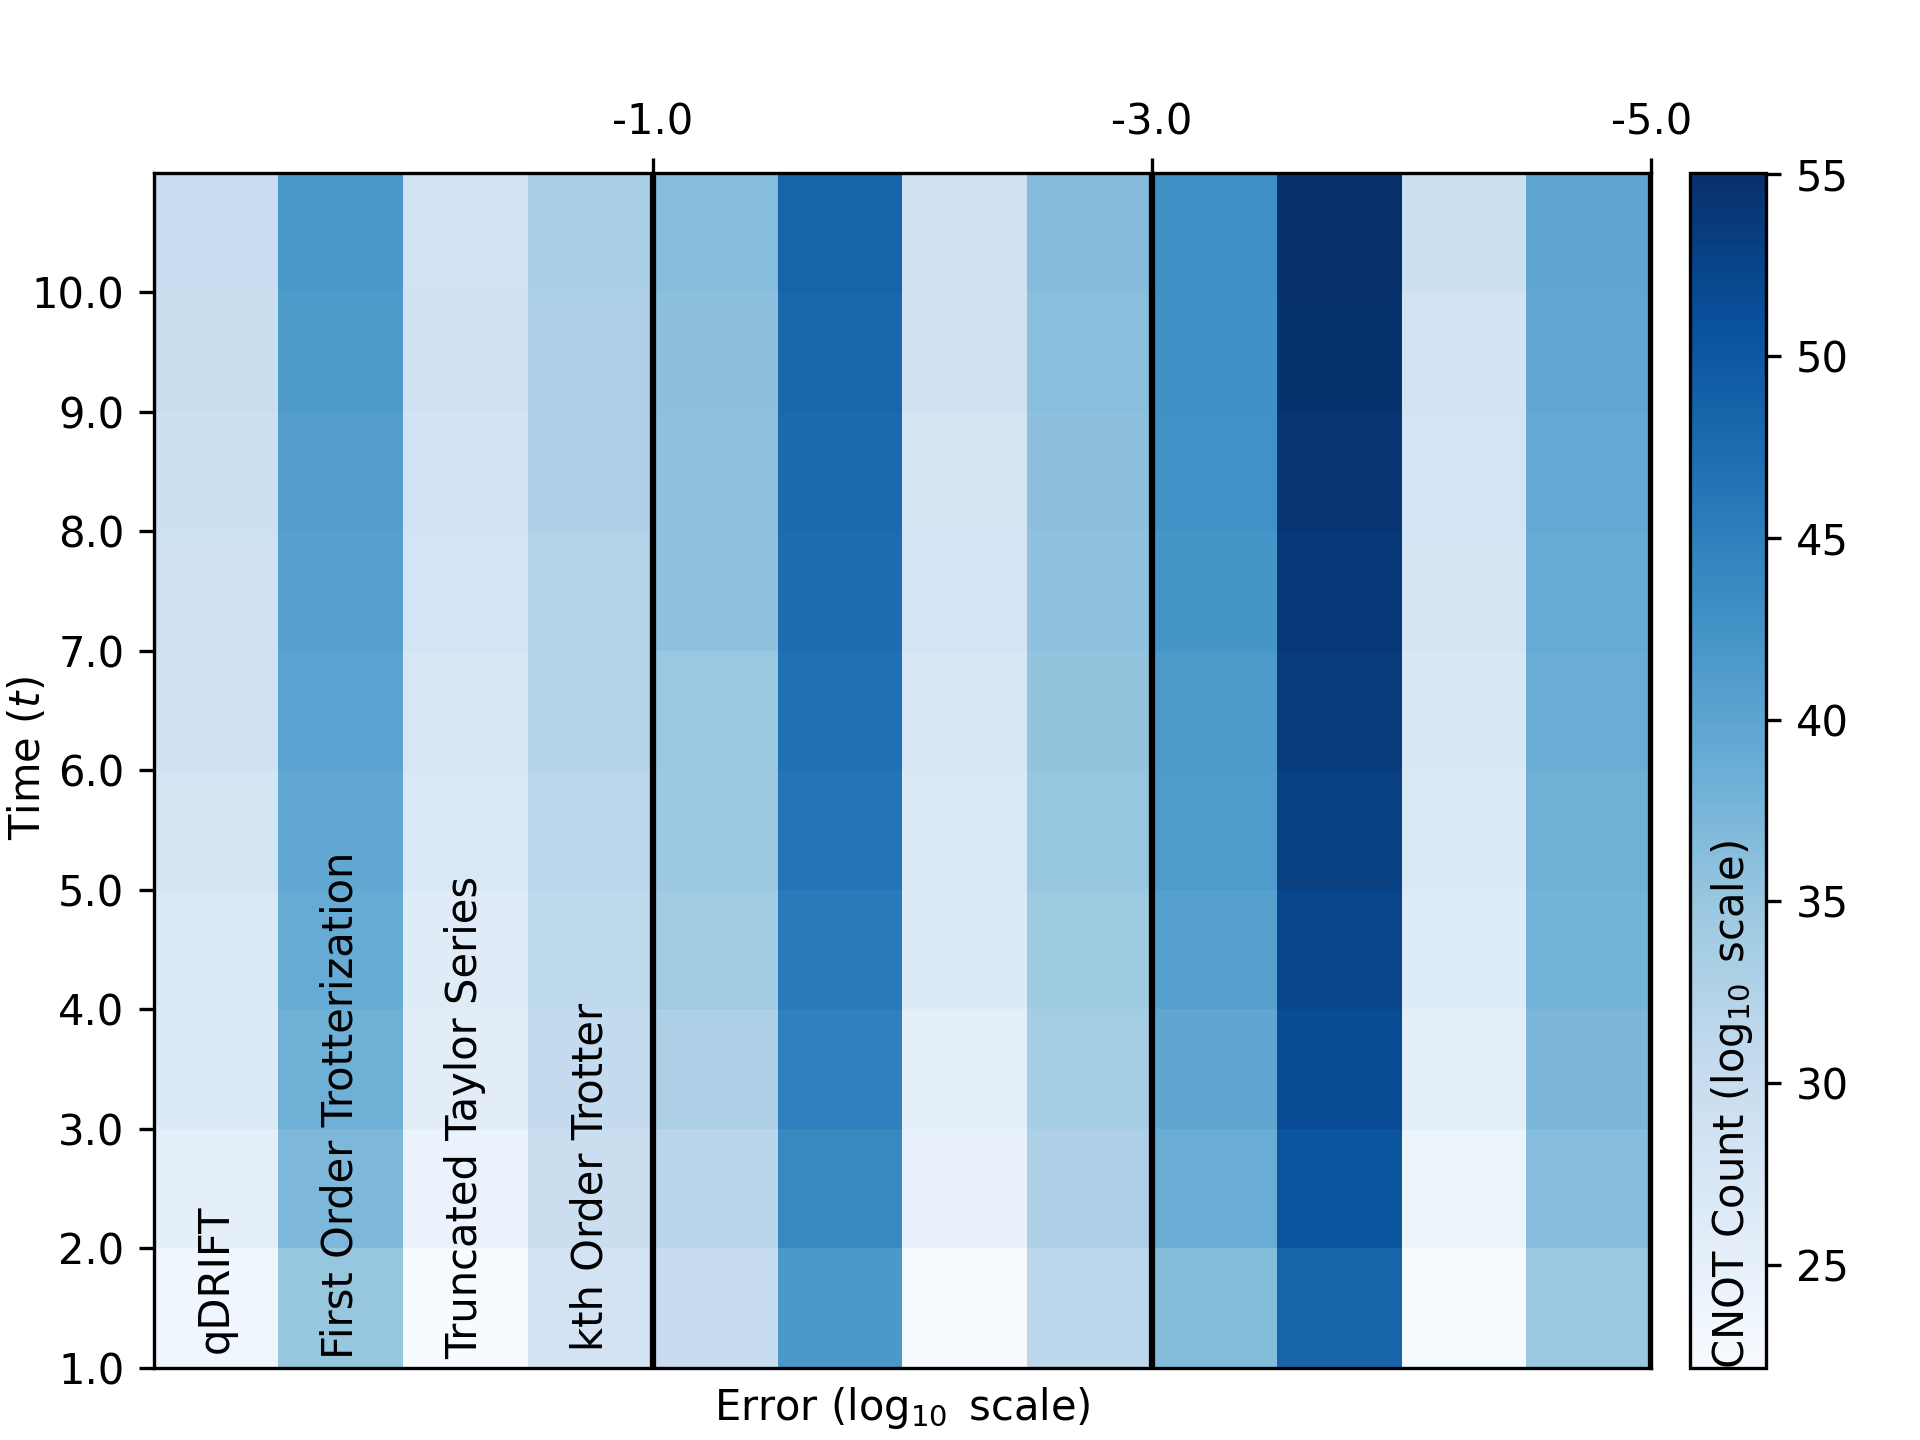 -1.0
-3.0
-5.0
10.0
9.0
8.0
7.0
6.0
5.0
4.0
3.0
2.0
1.0
Time (t)
qDRIFT
First Order Trotterization
Truncated Taylor Series
kth Order Trotter
Error (log₁₀ scale)
55
50
45
40
35
30
25
CNOT Count (log₁₀ scale)